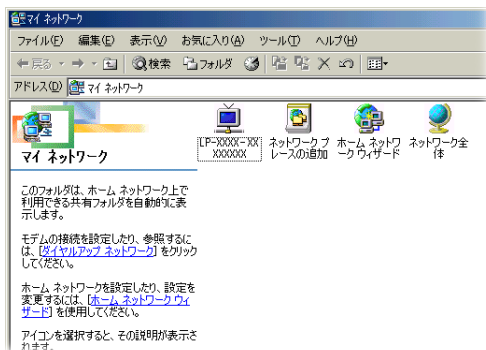 マイ ネットワーク
ファイル(F) 編集(E) 表示(V) お気に入り(A) ツール(T) ヘルプ(H)
戻る 検索 フォルダ
アドレス(D) マイ ネットワーク
マイ ネットワーク
このフォルダは、ホーム ネットワーク上で
利用できる共有フォルダを自動的に表
示します。
モデムの接続を設定したり、参照するに
は、[ダイヤルアップ ネットワーク] をクリック
してください。
ホーム ネットワークを設定したり、設定を
変更するには、[ホーム ネットワーク ウィ
ザード] を使用してください。
アイコンを選択すると、その説明が表示さ
れます。
LP-XXXX-XX
XXXXXX
ネットワーク プ
レースの追加
ホーム ネットワ
ーク ウィザード
ネットワーク全
体